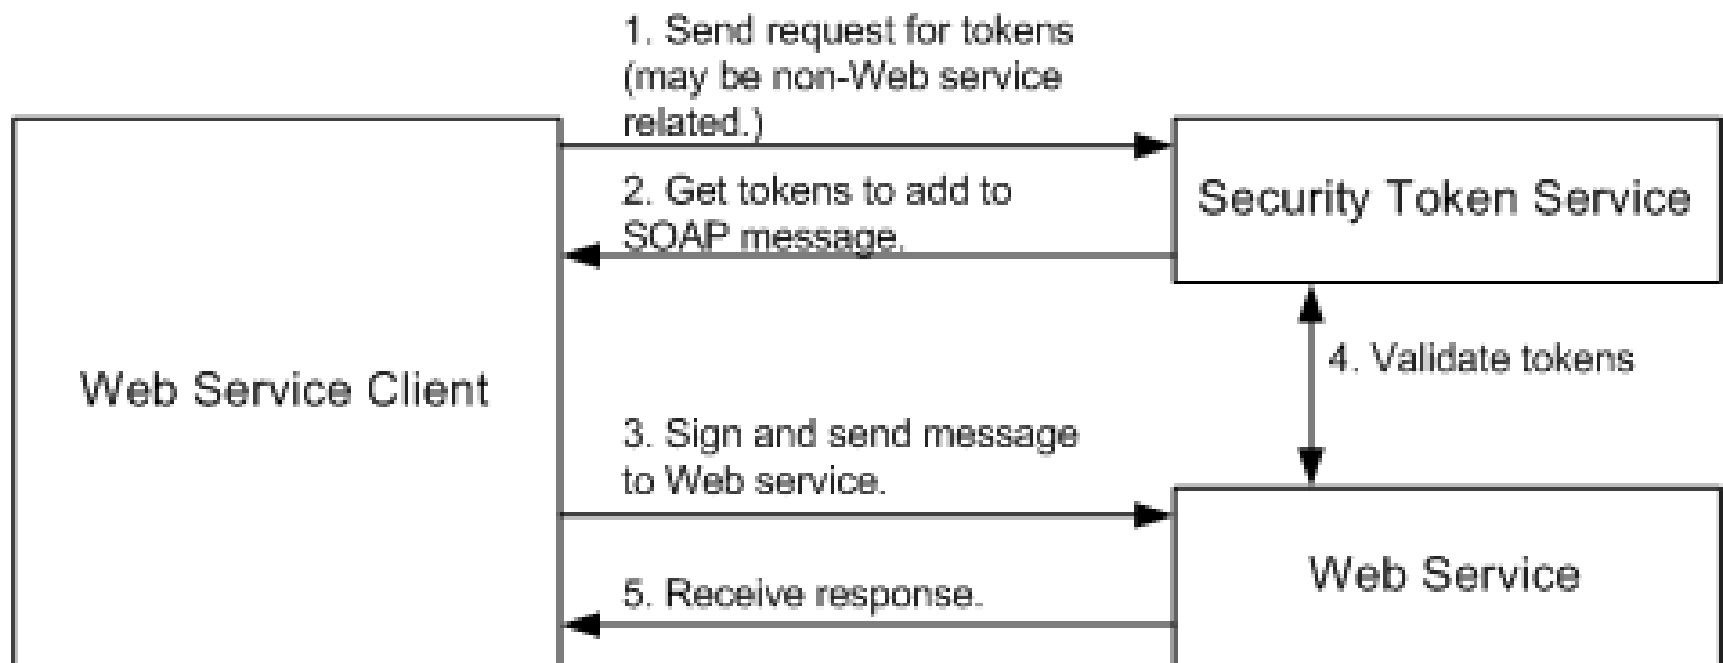 1. Send request for tokens
(may be non-Web service
related.)
Security Token Service
2. Get tokens to add to
SOAP message.
4. Validate tokens
Web Service Client
3. Sign and send message
to Web service.
Web Service
5. Receive response.